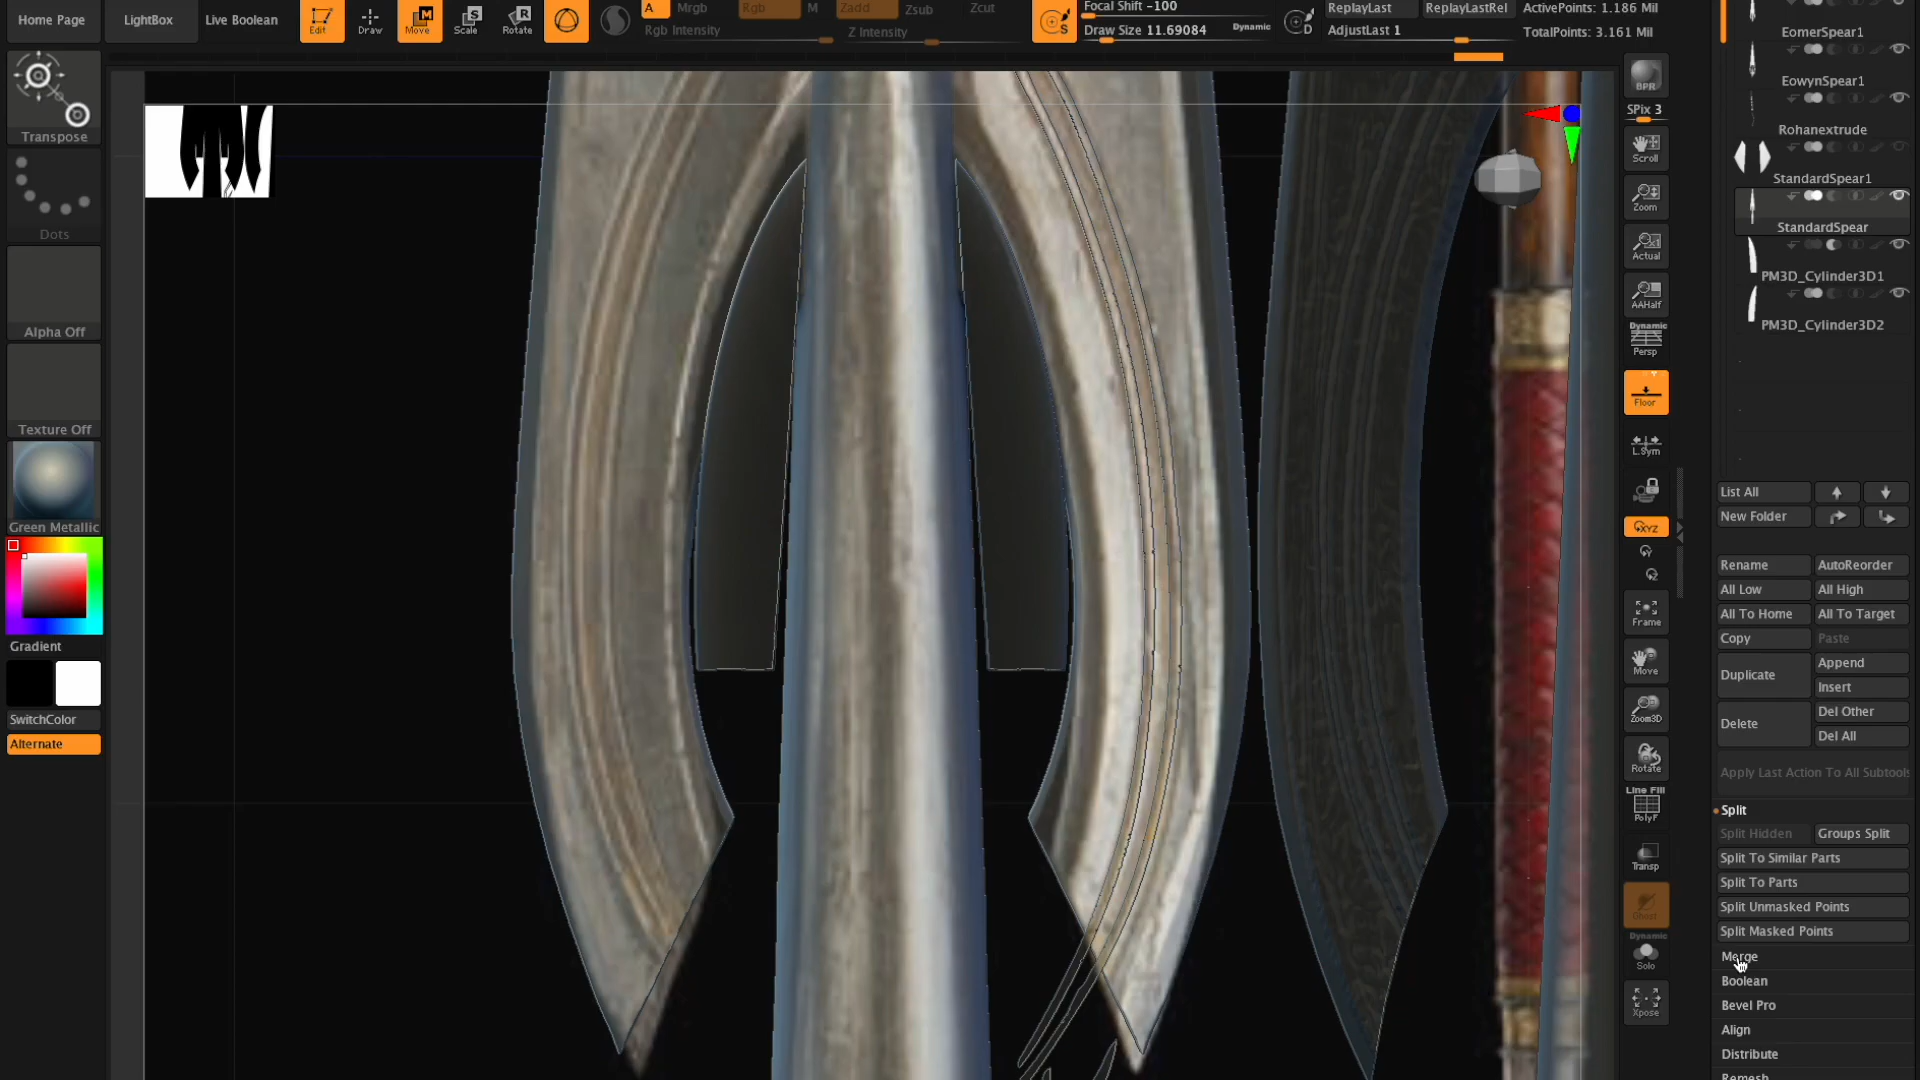 Home Page
LightBox
Live Boolean
Edit
Draw
Move
Scale
Rotate
A
Mrgb
Rgb
M
Rgb Intensity
Zadd
Zsub
Zcut
Z Intensity
Focal Shift -100
Draw Size 11.69084
Dynamic
S
D
ReplayLast
ReplayLastRel
AdjustLast 1
ActivePoints: 1.186 Mil
TotalPoints: 3.161 Mil
Transpose
Dots
Alpha Off
Texture Off
Green Metallic
Gradient
SwitchColor
Alternate
BPR
SPix 3
Scroll
Zoom
Actual
AAHalf
Dynamic
Persp
Floor
L.Sym
XYZ
Frame
Move
Zoom3D
Rotate
Line Fill
PolyF
Transp
Ghost
Dynamic
Solo
Xpose
EomerSpear1
EowynSpear1
Rohanextrude
StandardSpear1
StandardSpear
PM3D_Cylinder3D1
PM3D_Cylinder3D2
List All
New Folder
Rename
AutoReorder
All Low
All High
All To Home
All To Target
Copy
Paste
Duplicate
Append
Insert
Delete
Del Other
Del All
Apply Last Action To All Subtools
Split
Split Hidden
Groups Split
Split To Similar Parts
Split To Parts
Split Unmasked Points
Split Masked Points
Merge
Boolean
Bevel Pro
Align
Distribute
Remesh